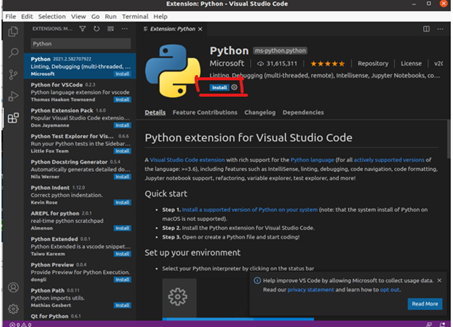 Extension: Python - Visual Studio Code
File Edit Selection View Go Run Terminal Help
EXTENSIONS: M...
Python
Python 2021.2.582707922
Linting, Debugging (multi-threaded, ...
Microsoft Install
Python for VSCode 0.2.3
Python language extension for vscode
Thomas Haakon Townsend Install
Python Extension Pack 1.6.0
Popular Visual Studio Code extension...
Don Jayamanne Install
Python Test Explorer for Vis... 0.6.6
Run your Python tests in the Sidebar...
Little Fox Team Install
Python Docstring Generator 0.5.4
Automatically generates detailed do...
Nils Werner Install
Python Indent 1.12.0
Correct python indentation.
Kevin Rose Install
AREPL for python 2.0.1
real-time python scratchpad
Almenon Install
Python Extended 0.0.1
Python Extended is a vscode snippet...
Taiwo Kareem Install
Python Preview 0.0.4
Provide Preview for Python Execution.
dongli Install
Python Path 0.0.11
Python imports utils.
Mathias Gesbert Install
Qt for Python 0.6.1
Extension: Python
Python ms-python.python
Microsoft 31,615,311 Repository License v20
Linting, Debugging (multi-threaded, remote), Intellisense, Jupyter Notebooks, co...
Install
Details Feature Contributions Changelog Dependencies
Python extension for Visual Studio Code
A Visual Studio Code extension with rich support for the Python language (for all actively supported versions of
the language: >=3.6), including features such as IntelliSense, linting, debugging, code navigation, code formatting,
Jupyter notebook support, refactoring, variable explorer, test explorer, and more!
Quick start
Step 1. Install a supported version of Python on your system (note: that the system install of Python on
macOS is not supported).
Step 2. Install the Python extension for Visual Studio Code.
Step 3. Open or create a Python file and start coding!
Set up your environment
Select your Python interpreter by clicking on the status bar
Help improve VS Code by allowing Microsoft to collect usage data.
Read our privacy statement and learn how to opt out.
Read More
0 0